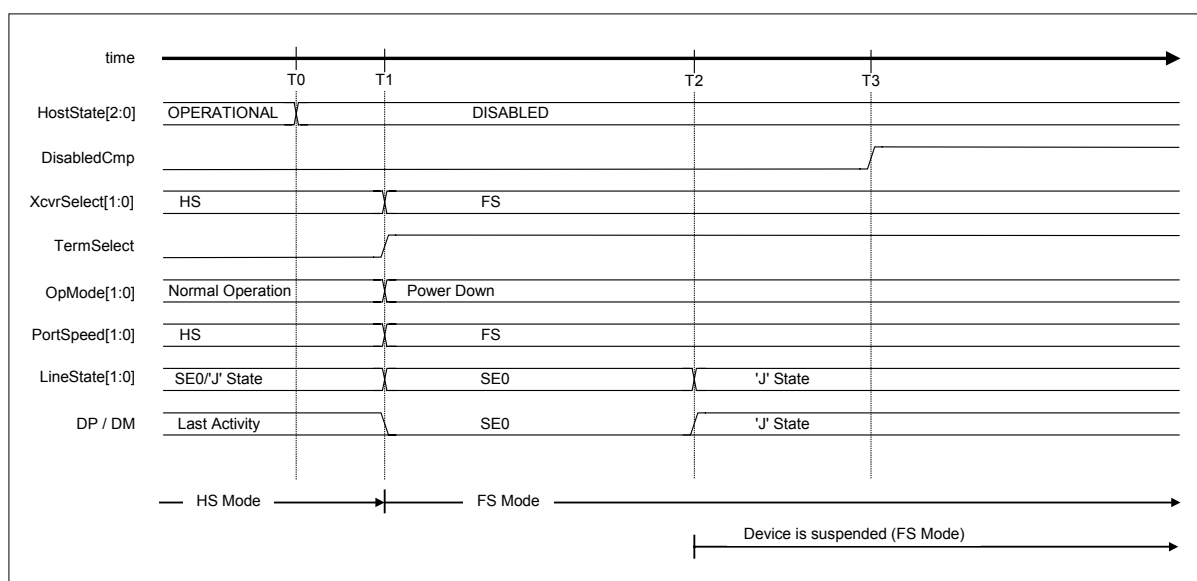 time
T0 T1 T2 T3
HostState[2:0] OPERATIONAL DISABLED
DisabledCmp
XcvrSelect[1:0] HS FS
TermSelect
OpMode[1:0] Normal Operation Power Down
PortSpeed[1:0] HS FS
LineState[1:0] SE0/'J' State SE0 'J' State
DP / DM Last Activity SE0 'J' State
HS Mode FS Mode
Device is suspended (FS Mode)